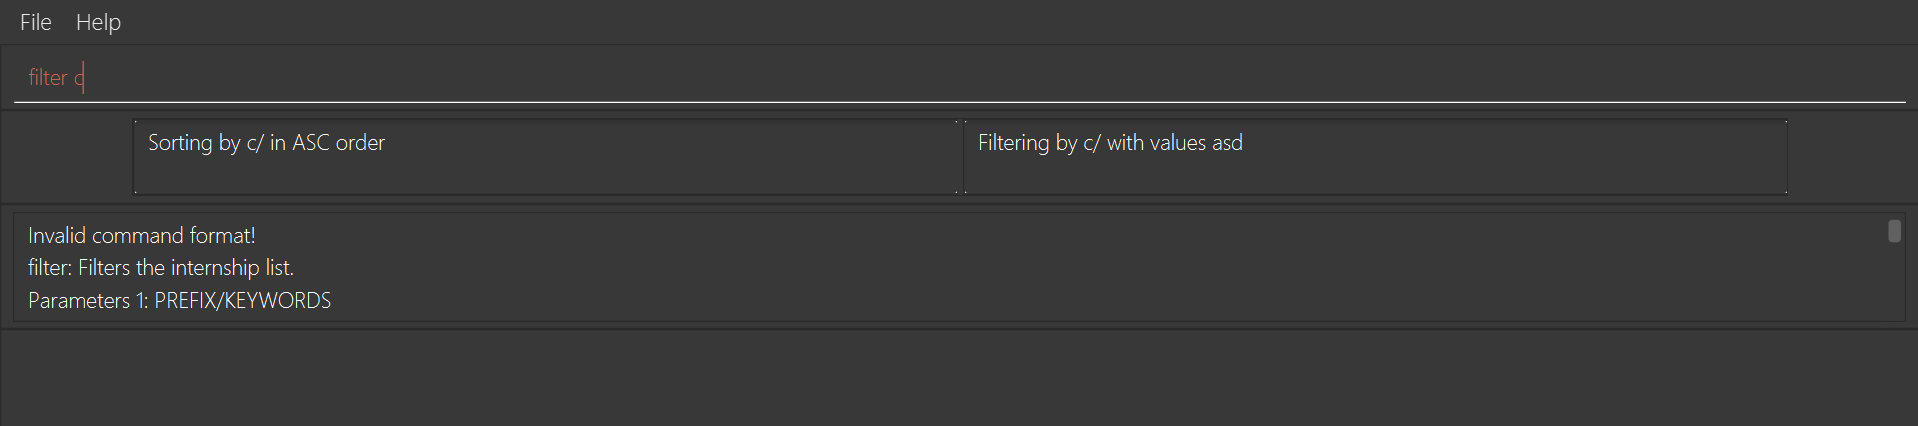 File Help
filter c
Sorting by c/ in ASC order
Filtering by c/ with values asd
Invalid command format!
filter: Filters the internship list.
Parameters 1: PREFIX/KEYWORDS